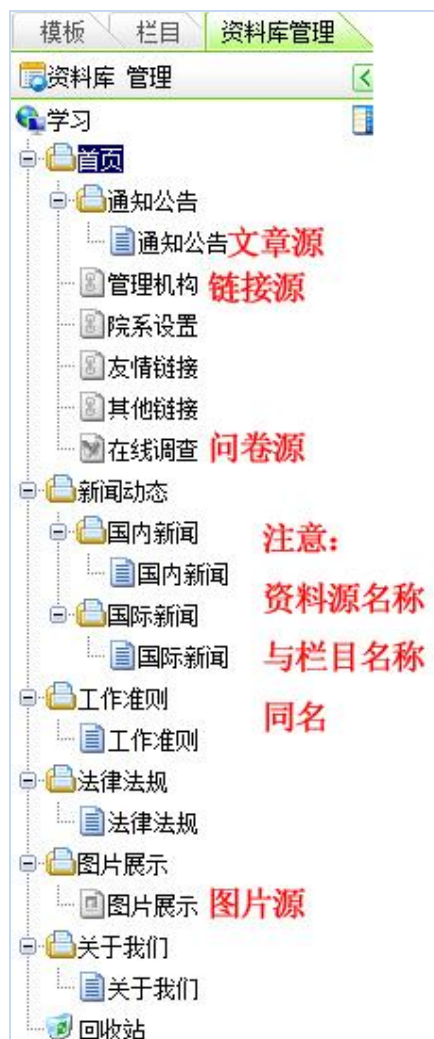 模板 栏目 资料库管理
资料库 管理
学习
首页
通知公告
通知公告 文章源
管理机构 链接源
院系设置
友情链接
其他链接
在线调查 问卷源
新闻动态
国内新闻 注意：
国内新闻
资料源名称
国际新闻
国际新闻 与栏目名称
工作准则 同名
工作准则
法律法规
法律法规
图片展示
图片展示 图片源
关于我们
关于我们
回收站